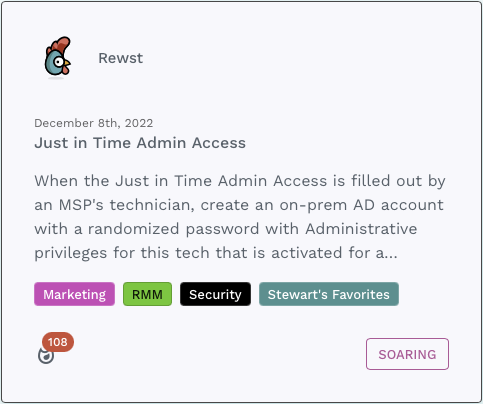 Rewst
December 8th, 2022
Just in Time Admin Access
When the Just in Time Admin Access is filled out by
an MSP's technician, create an on-prem AD account
with a randomized password with Administrative
privileges for this tech that is activated for a...
Marketing RMM Security Stewart's Favorites
108
SOARING